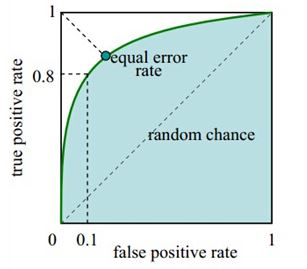 1
equal error
rate
0.8
true positive rate
random chance
0
0.1
1
false positive rate